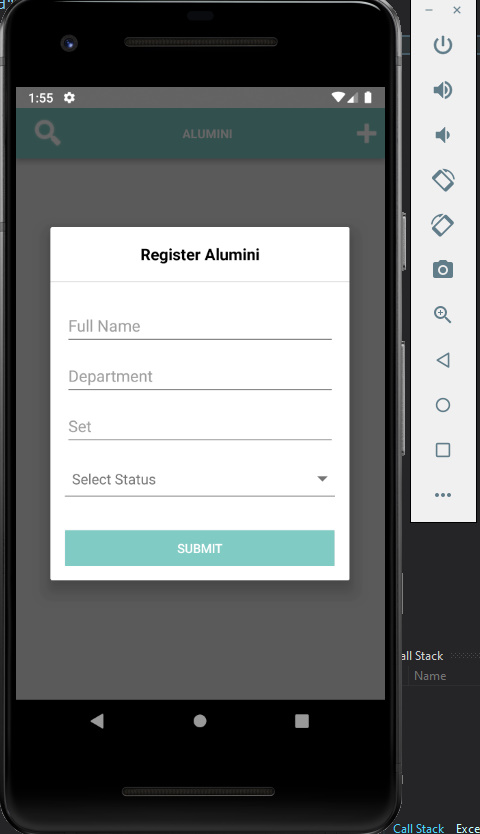 1:55
ALUMINI
Register Alumini
Full Name
Department
Set
Select Status
SUBMIT
all Stack
Name
Call Stack Exce